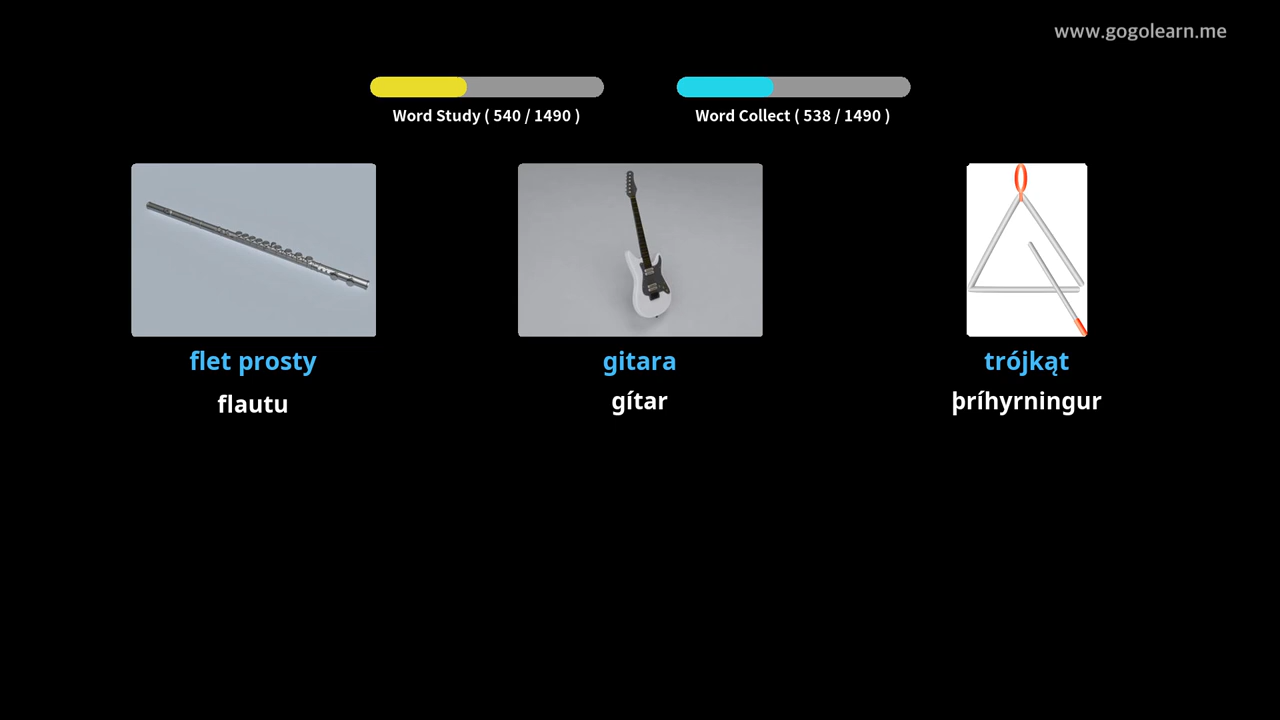 www.gogolearn.me
Word Study ( 540 / 1490 )
Word Collect ( 538 / 1490 )
flet prosty
gitara
trójkąt
flautu
gítar
þríhyrningur